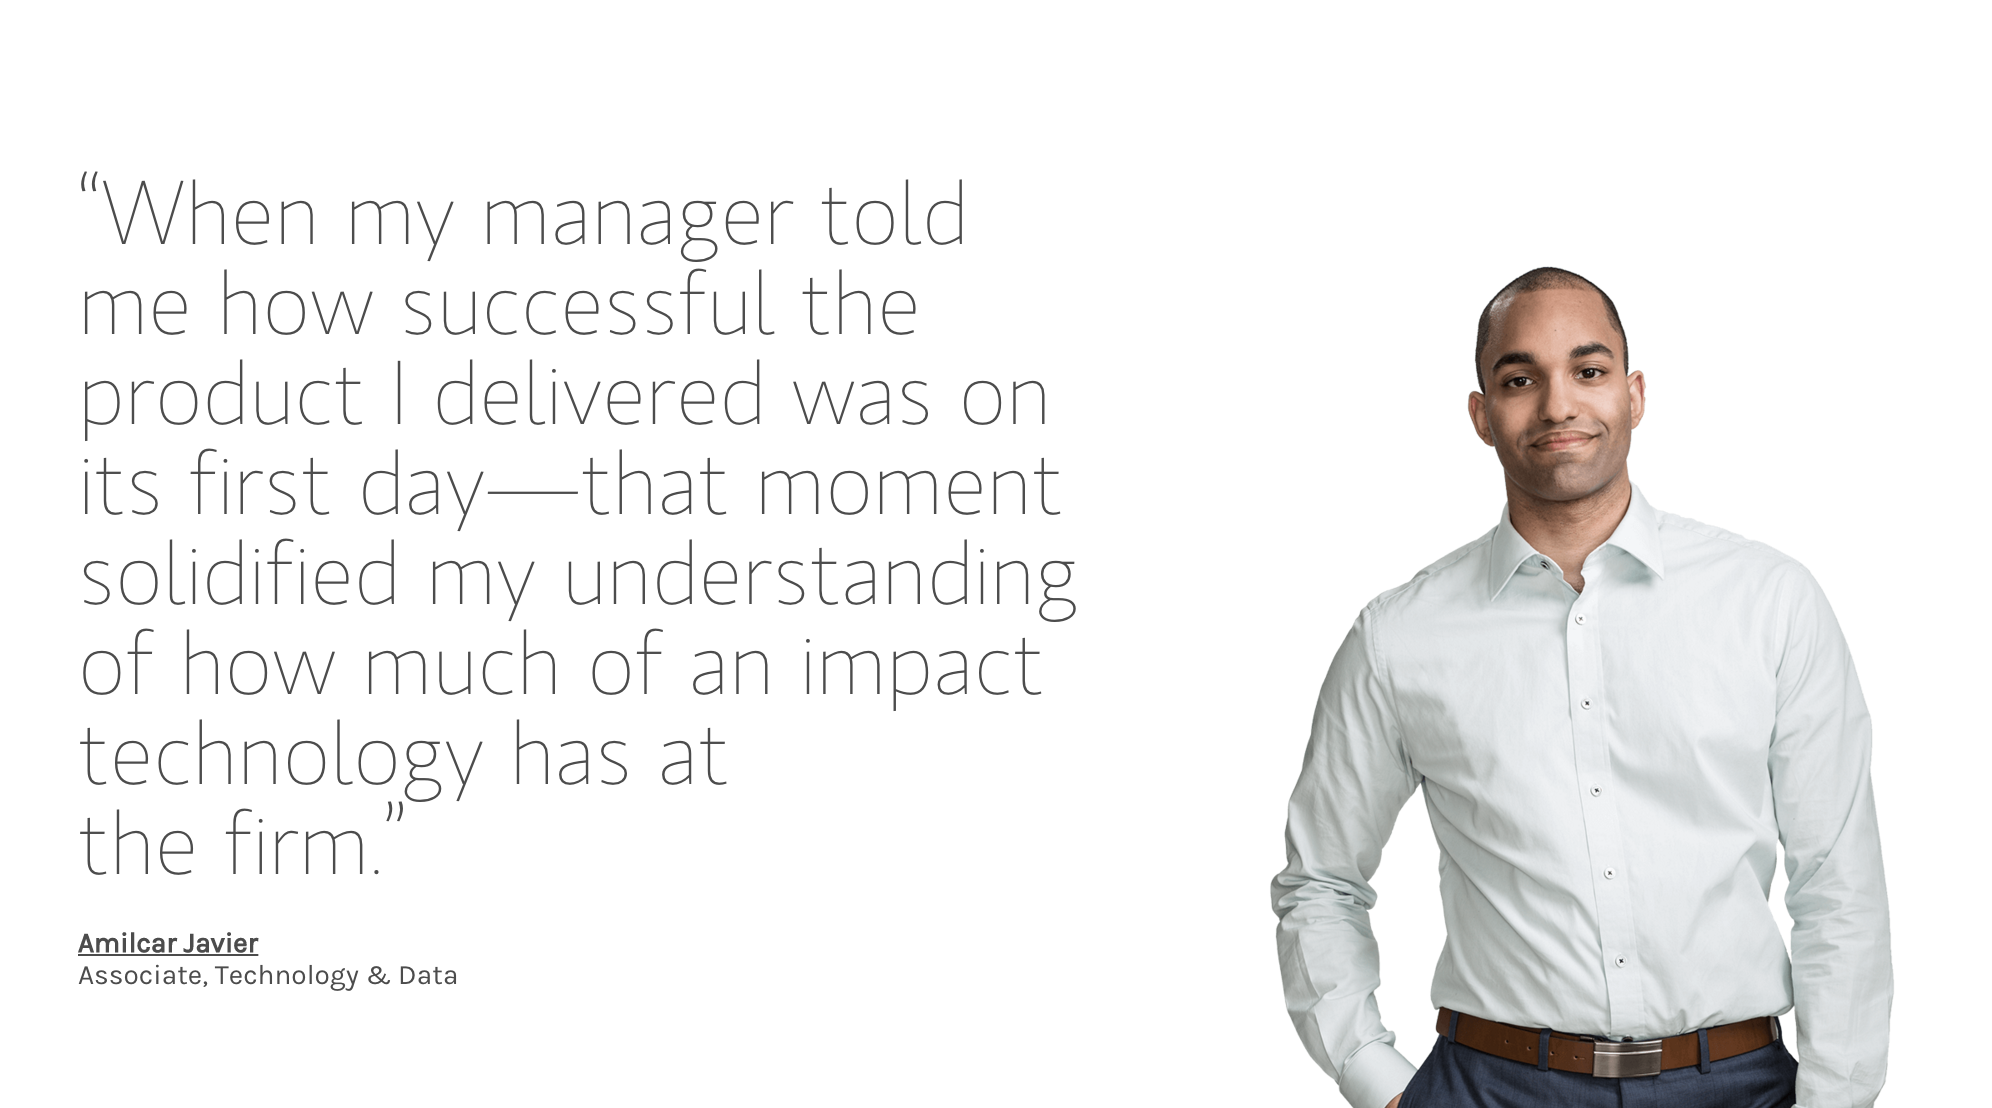 “When my manager told
me how successful the
product I delivered was on
its first day—that moment
solidified my understanding
of how much of an impact
technology has at
the firm.”
Amilcar Javier
Associate, Technology & Data